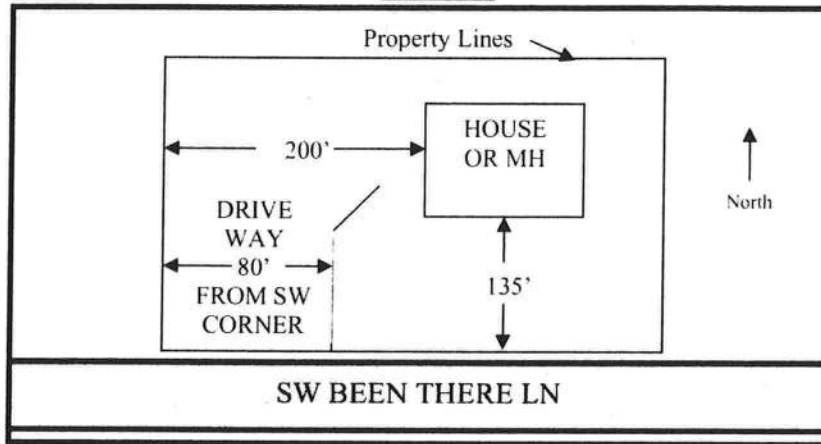 Property Lines
HOUSE
OR MH
200’
North
DRIVE
WAY
80’
FROM SW
CORNER
135’
SW BEEN THERE LN